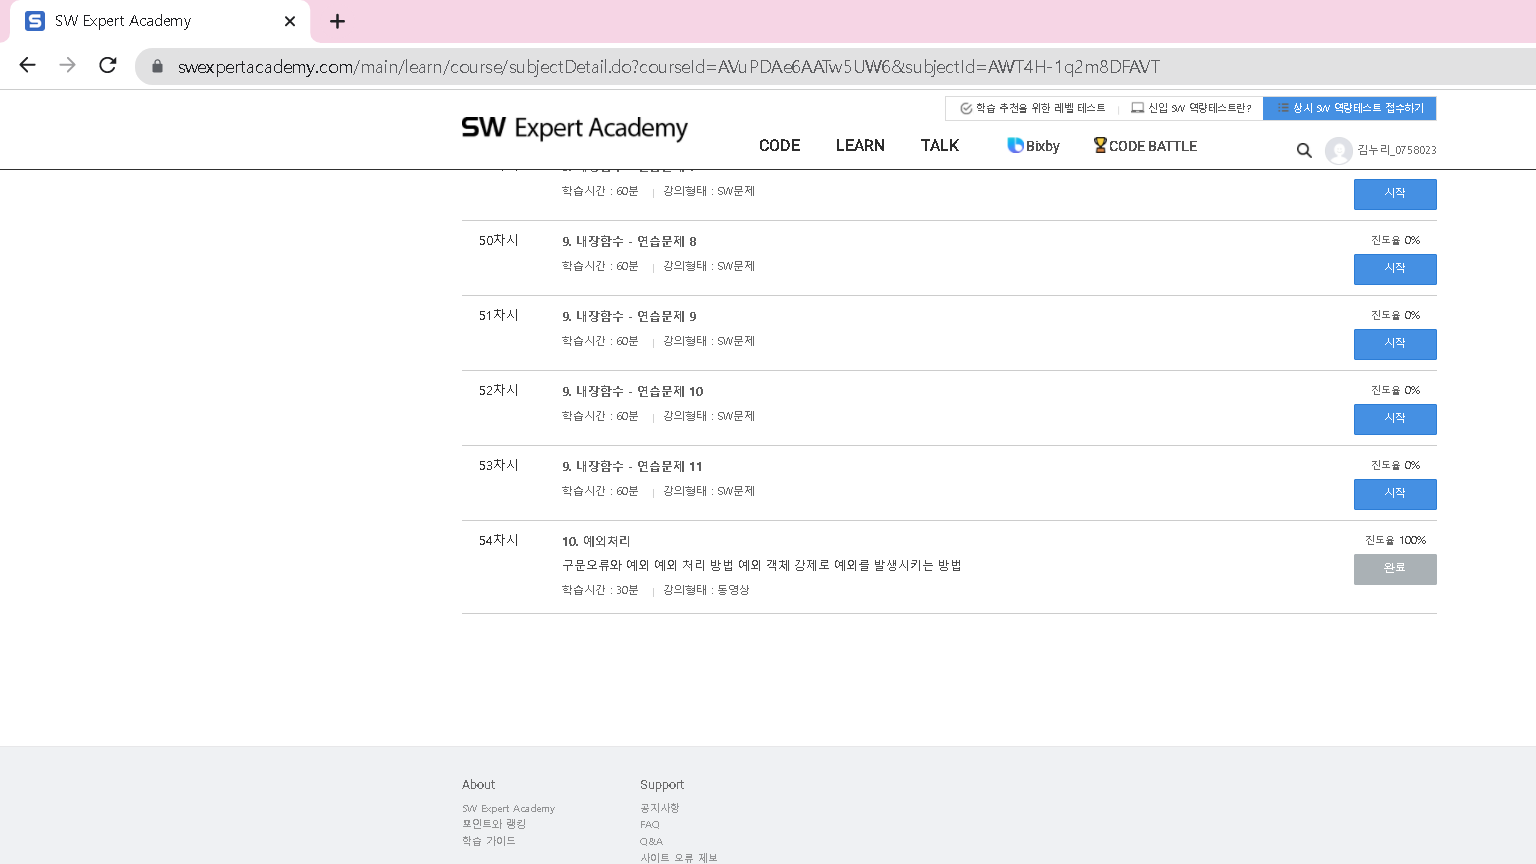 SW Expert Academy
swexpertacademy.com/main/learn/course/subjectDetail.do?courseId=AVuPDAe6AATw5UW6&subjectId=AWT4H-1q2m8DFAVT
학습 추천을 위한 레벨 테스트
신입 SW 역량테스트란?
상시 SW 역량테스트 접수하기
SW Expert Academy
CODE LEARN TALK Bixby CODE BATTLE
김누리_0758023
학습시간 : 60분 | 강의형태 : SW문제
시작
50차시 9. 내장함수 - 연습문제 8 진도율 0%
학습시간 : 60분 | 강의형태 : SW문제
시작
51차시 9. 내장함수 - 연습문제 9 진도율 0%
학습시간 : 60분 | 강의형태 : SW문제
시작
52차시 9. 내장함수 - 연습문제 10 진도율 0%
학습시간 : 60분 | 강의형태 : SW문제
시작
53차시 9. 내장함수 - 연습문제 11 진도율 0%
학습시간 : 60분 | 강의형태 : SW문제
시작
54차시 10. 예외처리 진도율 100%
구문오류와 예외 예외 처리 방법 예외 객체 강제로 예외를 발생시키는 방법
완료
학습시간 : 30분 | 강의형태 : 동영상
About Support
SW Expert Academy 공지사항
포인트와 랭킹 FAQ
학습 가이드 Q&A
사이트 오류 제보